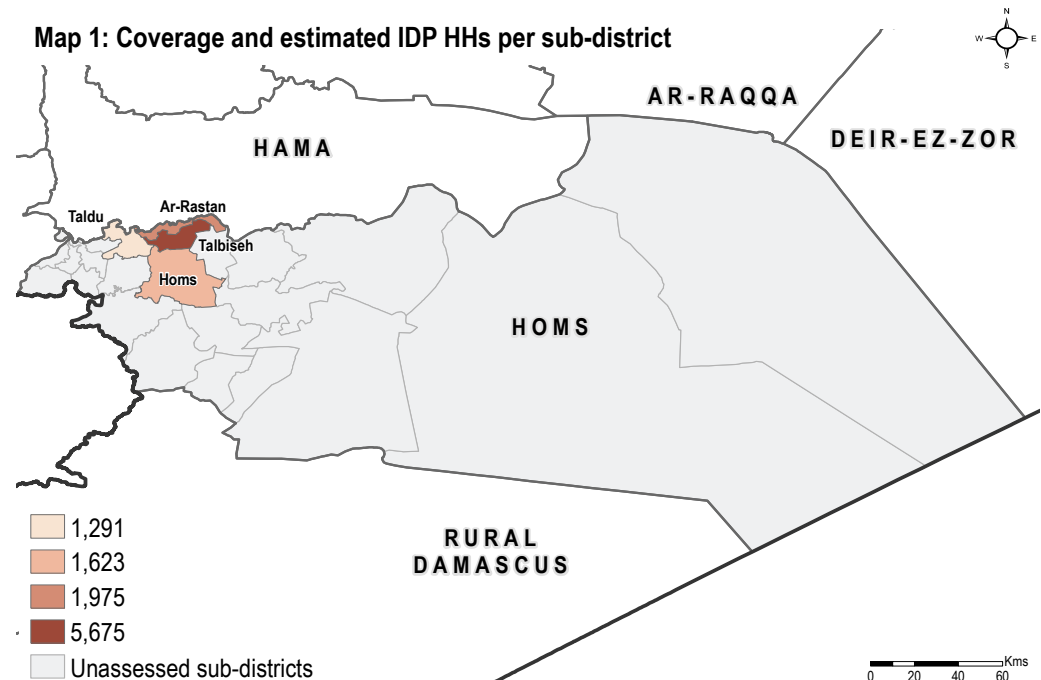 Map 1: Coverage and estimated IDP HHs per sub-district
N
W E
S
AR-RAQQA
DEIR-EZ-ZOR
HAMA
Ar-Rastan
Taldu
Talbiseh
Homs
HOMS
RURAL
DAMASCUS
1,291
1,623
1,975
5,675
Unassessed sub-districts
Kms
0 20 40 60